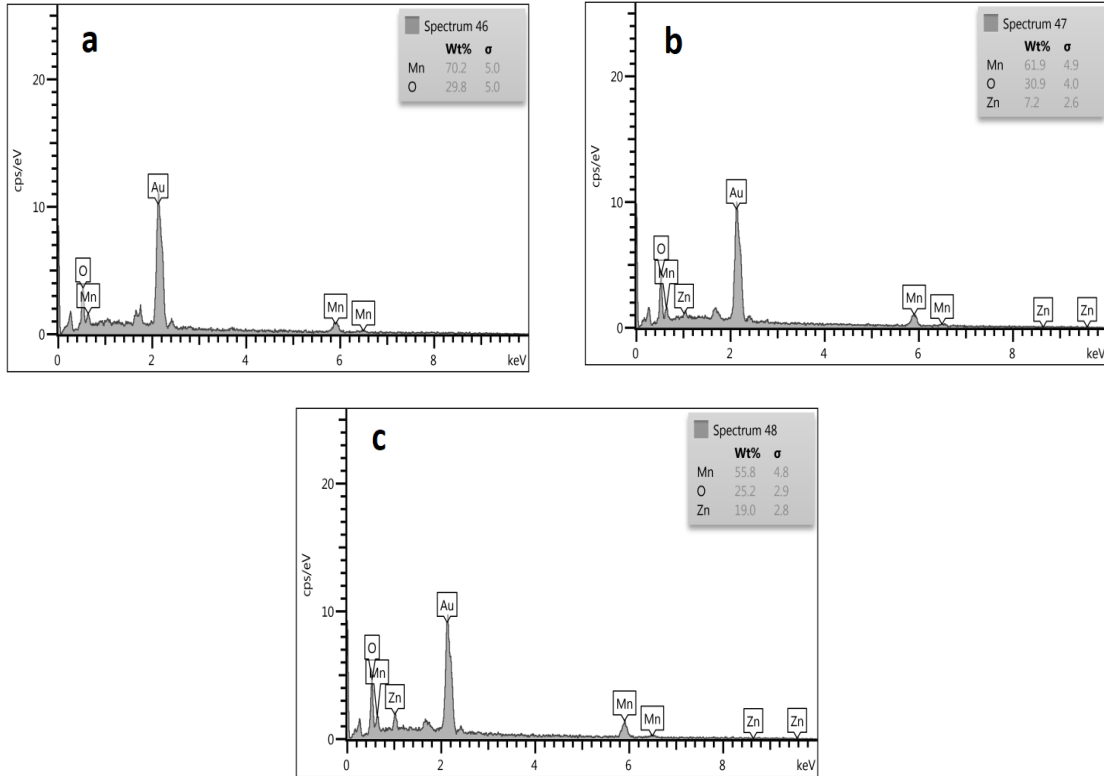 a
Spectrum 46
Wt% σ
Mn 70.2 5.0
O 29.8 5.0
20
10
0
cps/eV
Au
O
Mn
Mn
Mn
0 2 4 6 8 keV
b
Spectrum 47
Wt% σ
Mn 61.9 4.9
O 30.9 4.0
Zn 7.2 2.6
20
10
0
cps/eV
Au
O
Mn
Zn
Mn
Mn
Zn
Zn
0 2 4 6 8 keV
c
Spectrum 48
Wt% σ
Mn 55.8 4.8
O 25.2 2.9
Zn 19.0 2.8
20
10
0
cps/eV
Au
O
Mn
Zn
Mn
Mn
Zn
Zn
0 2 4 6 8 keV